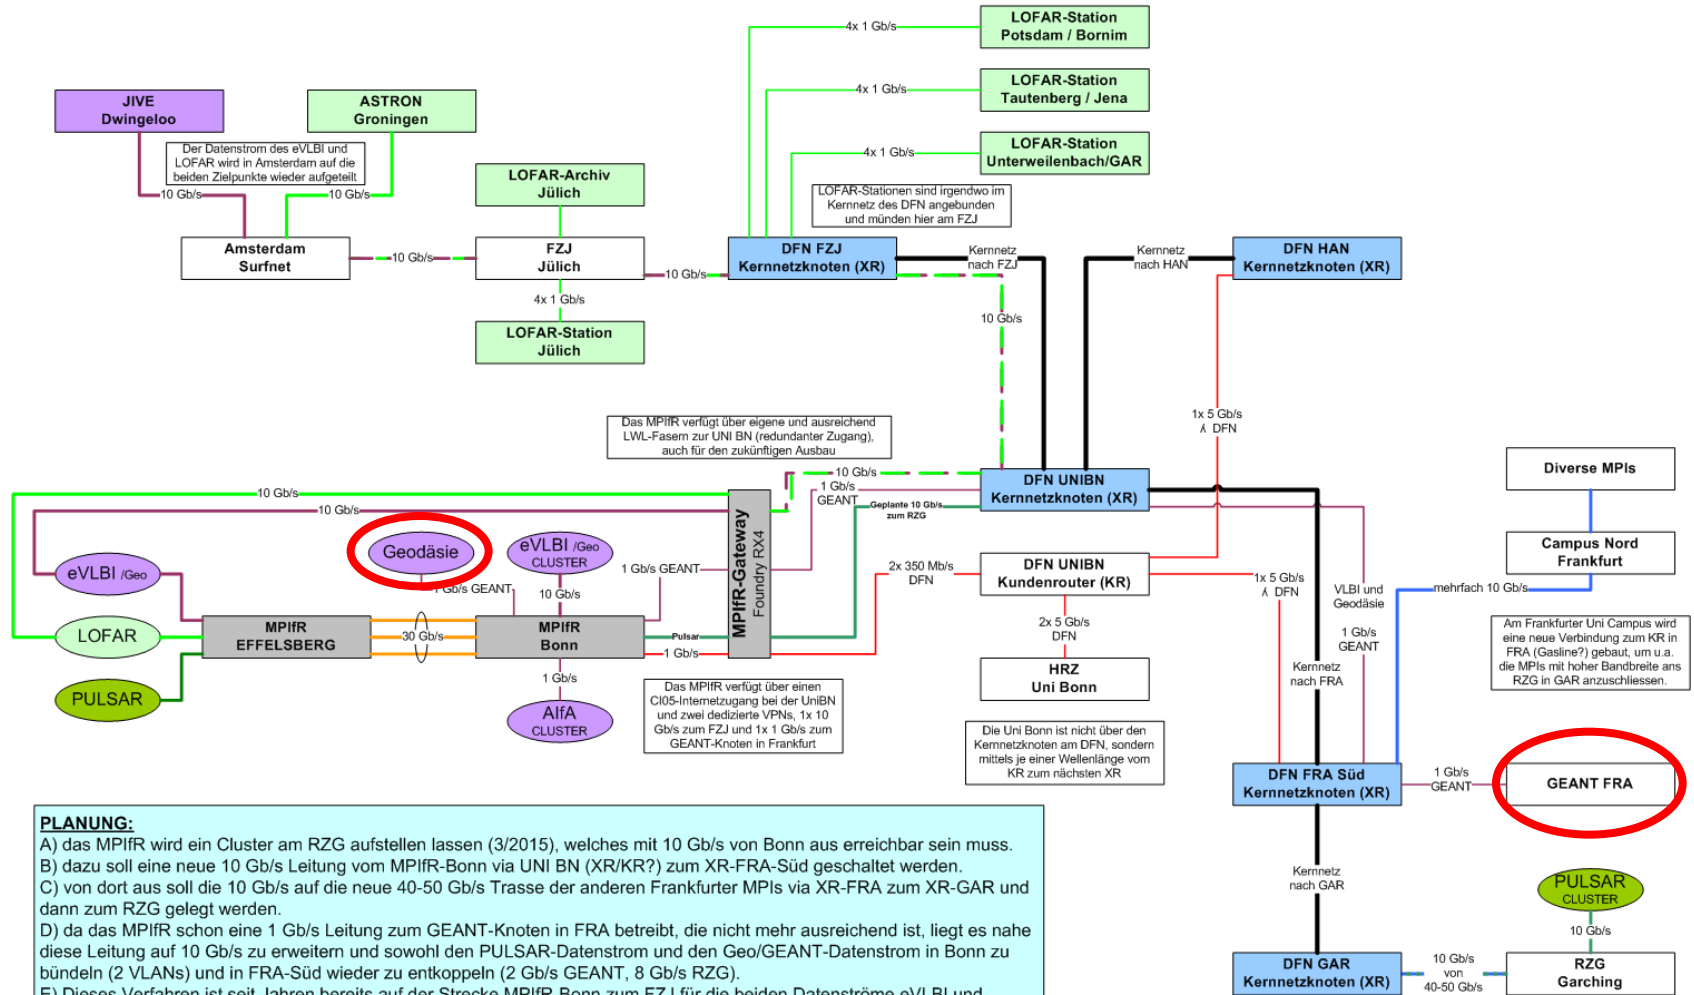 LOFAR-Station
Potsdam / Bornim
4x 1 Gb/s
LOFAR-Station
Tautenberg / Jena
4x 1 Gb/s
LOFAR-Station
Unterweilenbach/GAR
4x 1 Gb/s
JIVE
Dwingeloo
ASTRON
Groningen
Der Datenstrom des eVLBI und
LOFAR wird in Amsterdam auf die
beiden Zielpunkte wieder aufgeteilt
10 Gb/s
10 Gb/s
LOFAR-Archiv
Jülich
LOFAR-Stationen sind irgendwo im
Kernnetz des DFN angebunden
und münden hier am FZJ
Amsterdam
Surfnet
10 Gb/s
FZJ
Jülich
10 Gb/s
DFN FZJ
Kernnetzknoten (XR)
Kernnetz
nach FZJ
Kernnetz
nach HAN
DFN HAN
Kernnetzknoten (XR)
4x 1 Gb/s
LOFAR-Station
Jülich
10 Gb/s
1x 5 Gb/s
λ DFN
Das MPIfR verfügt über eigene und ausreichend
LWL-Fasern zur UNI BN (redundanter Zugang),
auch für den zukünftigen Ausbau
Diverse MPIs
10 Gb/s
10 Gb/s
10 Gb/s
1 Gb/s
GEANT
Geplante 10 Gb/s
zum RZG
DFN UNIBN
Kernnetzknoten (XR)
MPIfR-Gateway
Foundry RX4
Geodäsie
eVLBI /Geo
CLUSTER
eVLBI /Geo
1 Gb/s GEANT
1 Gb/s GEANT
10 Gb/s
2x 350 Mb/s
DFN
DFN UNIBN
Kundenrouter (KR)
1x 5 Gb/s
λ DFN
VLBI und
Geodäsie
Campus Nord
Frankfurt
mehrfach 10 Gb/s
LOFAR
MPIfR
EFFELSBERG
30 Gb/s
MPIfR
Bonn
Pulsar
1 Gb/s
2x 5 Gb/s
DFN
1 Gb/s
GEANT
Am Frankfurter Uni Campus wird
eine neue Verbindung zum KR in
FRA (Gasline?) gebaut, um u.a.
die MPIs mit hoher Bandbreite ans
RZG in GAR anzuschliessen.
PULSAR
1 Gb/s
AIfA
CLUSTER
Das MPIfR verfügt über einen
CI05-Internetzugang bei der UniBN
und zwei dedizierte VPNs, 1x 10
Gb/s zum FZJ und 1x 1 Gb/s zum
GEANT-Knoten in Frankfurt
HRZ
Uni Bonn
Kernnetz
nach FRA
Die Uni Bonn ist nicht über den
Kernnetzknoten am DFN, sondern
mittels je einer Wellenlänge vom
KR zum nächsten XR
DFN FRA Süd
Kernnetzknoten (XR)
1 Gb/s
GEANT
GEANT FRA
PLANUNG:
A) das MPIfR wird ein Cluster am RZG aufstellen lassen (3/2015), welches mit 10 Gb/s von Bonn aus erreichbar sein muss.
B) dazu soll eine neue 10 Gb/s Leitung vom MPIfR-Bonn via UNI BN (XR/KR?) zum XR-FRA-Süd geschaltet werden.
C) von dort aus soll die 10 Gb/s auf die neue 40-50 Gb/s Trasse der anderen Frankfurter MPIs via XR-FRA zum XR-GAR und
dann zum RZG gelegt werden.
D) da das MPIfR schon eine 1 Gb/s Leitung zum GEANT-Knoten in FRA betreibt, die nicht mehr ausreichend ist, liegt es nahe
diese Leitung auf 10 Gb/s zu erweitern und sowohl den PULSAR-Datenstrom und den Geo/GEANT-Datenstrom in Bonn zu
bündeln (2 VLANs) und in FRA-Süd wieder zu entkoppeln (2 Gb/s GEANT, 8 Gb/s RZG).
E) Dieses Verfahren ist seit Jahren bereits auf der Strecke MPIfR-Bonn zum FZJ für die beiden Datenströme eVLBI und
Kernnetz
nach GAR
PULSAR
CLUSTER
10 Gb/s
DFN GAR
Kernnetzknoten (XR)
10 Gb/s
von
40-50 Gb/s
RZG
Garching